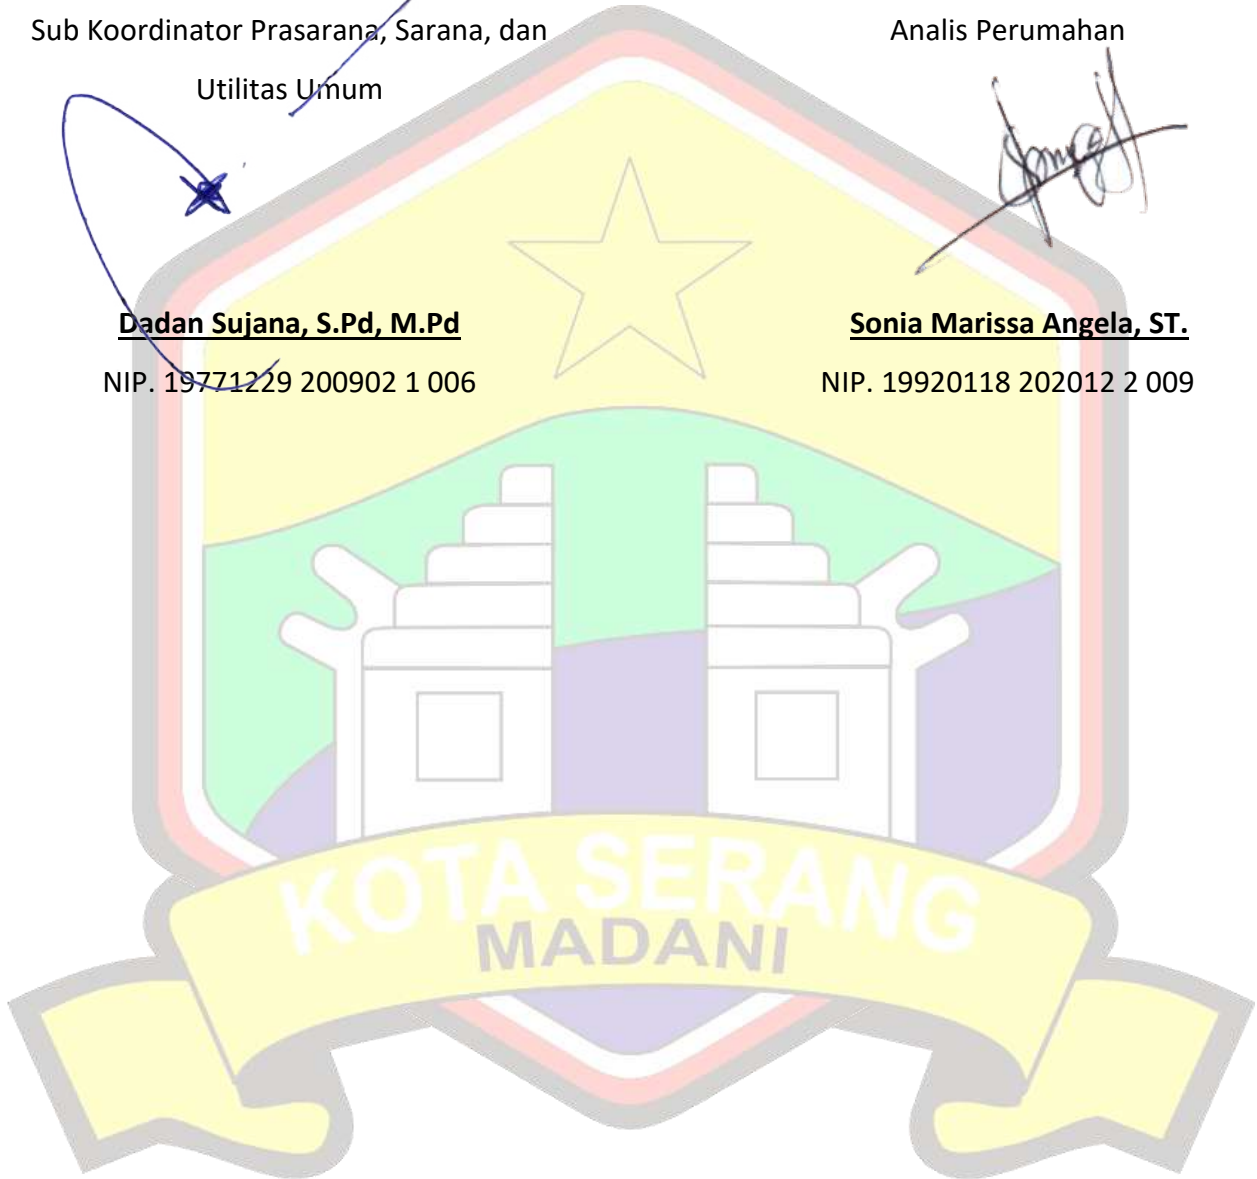 Sub Koordinator Prasarana, Sarana, dan
Utilitas Umum
Analis Perumahan
Dadan Sujana, S.Pd, M.Pd
NIP. 19771229 200902 1 006
Sonia Marissa Angela, ST.
NIP. 19920118 202012 2 009
KOTA SERANG
MADANI